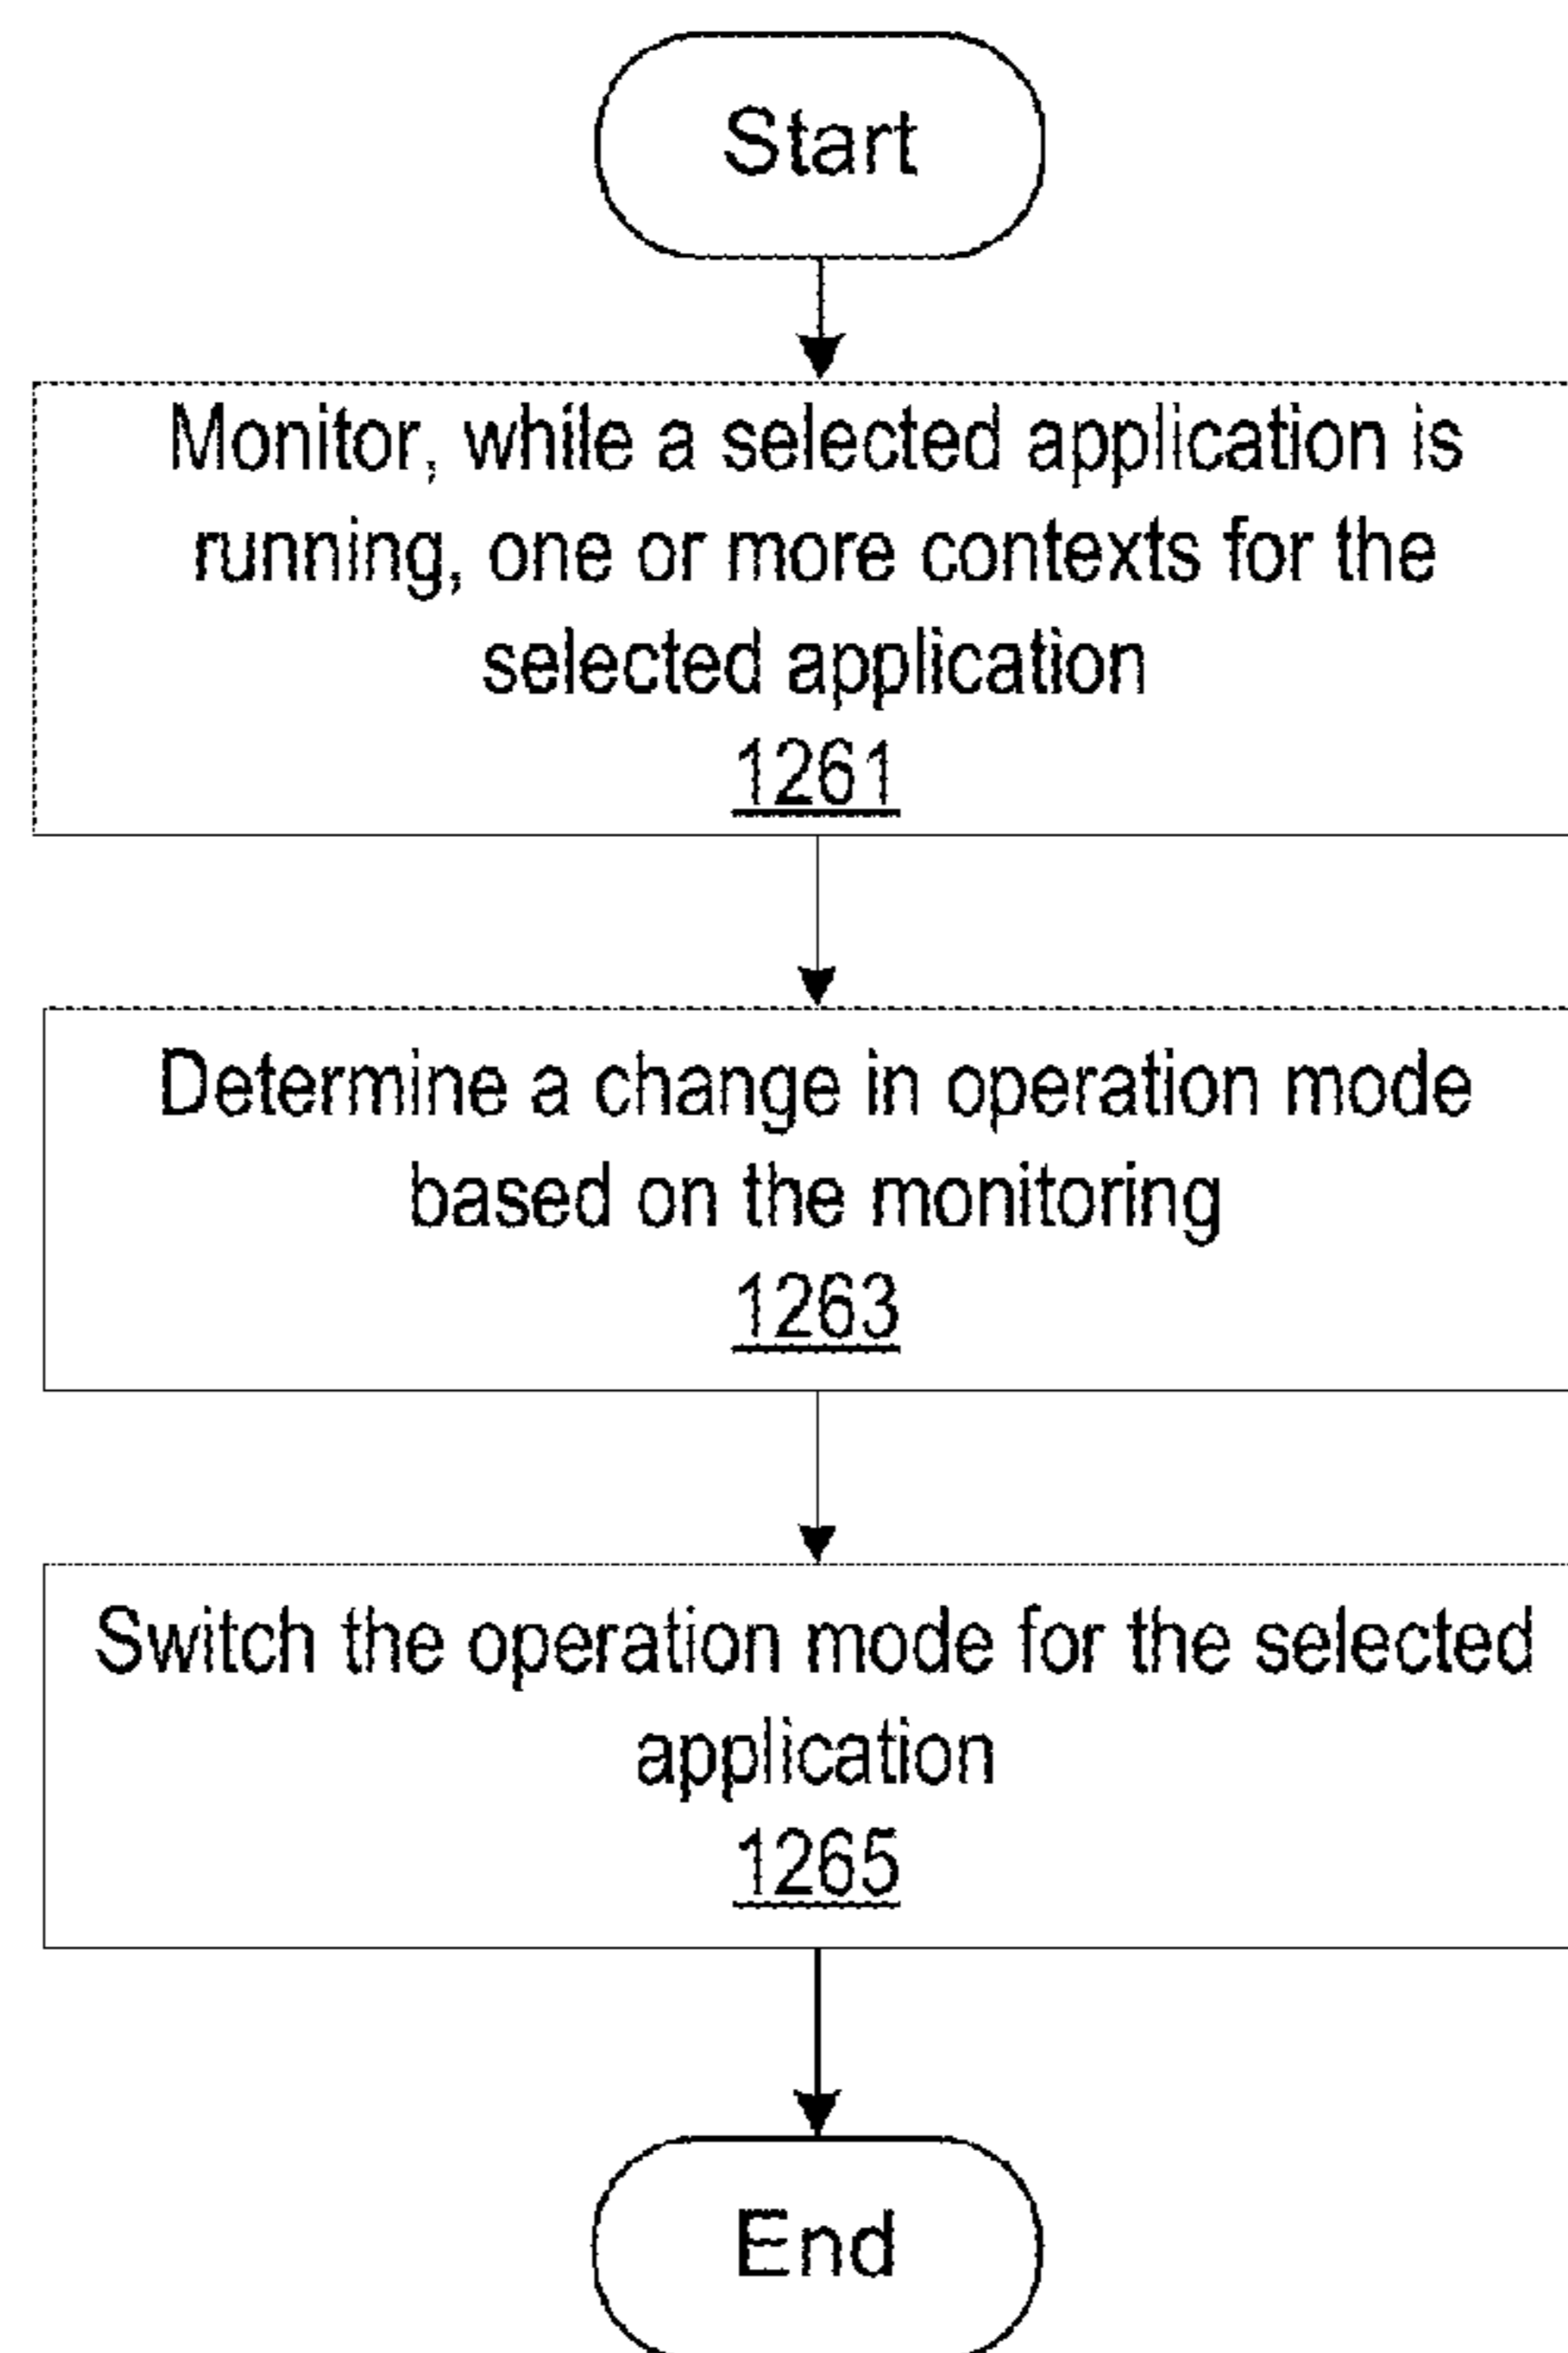 Start
Monitor, while a selected application is
running, one or more contexts for the
selected application
1261
Determine a change in operation mode
based on the monitoring
1263
Switch the operation mode for the selected
application
1265
End